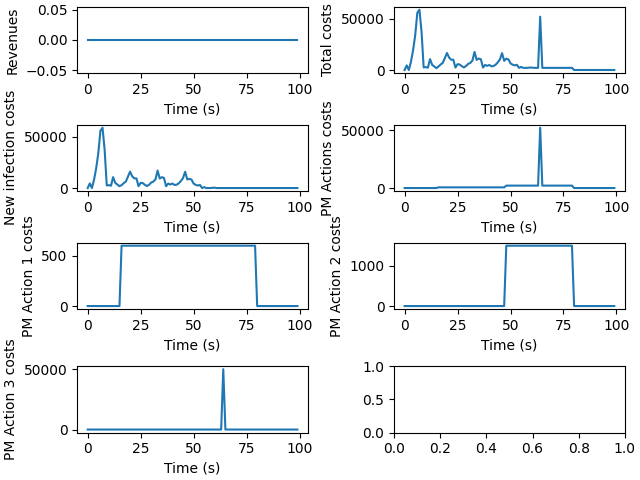 Revenues
0.05
0.00
−0.05
0 25 50 75 100
Time (s)
Total costs
50000
0
0 25 50 75 100
Time (s)
New infection costs
50000
0
0 25 50 75 100
Time (s)
PM Actions costs
50000
0
0 25 50 75 100
Time (s)
PM Action 1 costs
500
0
0 25 50 75 100
Time (s)
PM Action 2 costs
1000
0
0 25 50 75 100
Time (s)
PM Action 3 costs
50000
0
0 25 50 75 100
Time (s)
1.0
0.5
0.0
0.0 0.2 0.4 0.6 0.8 1.0